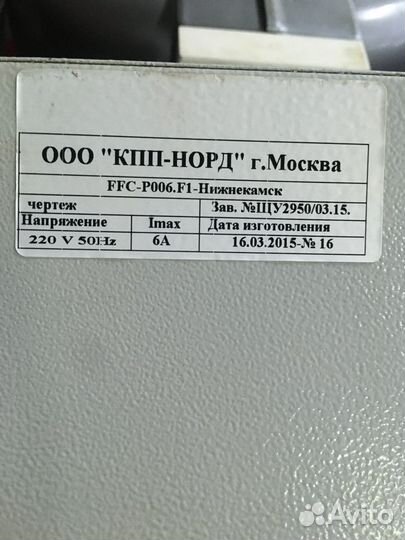 ООО "КПП-НОРД" г.Москва
FFC-P006.F1-Нижнекамск
чертеж Зав. №ЩУ2950/03.15.
Напряжение Imax Дата изготовления
220 V 50Hz 6A 16.03.2015-№ 16
Avito